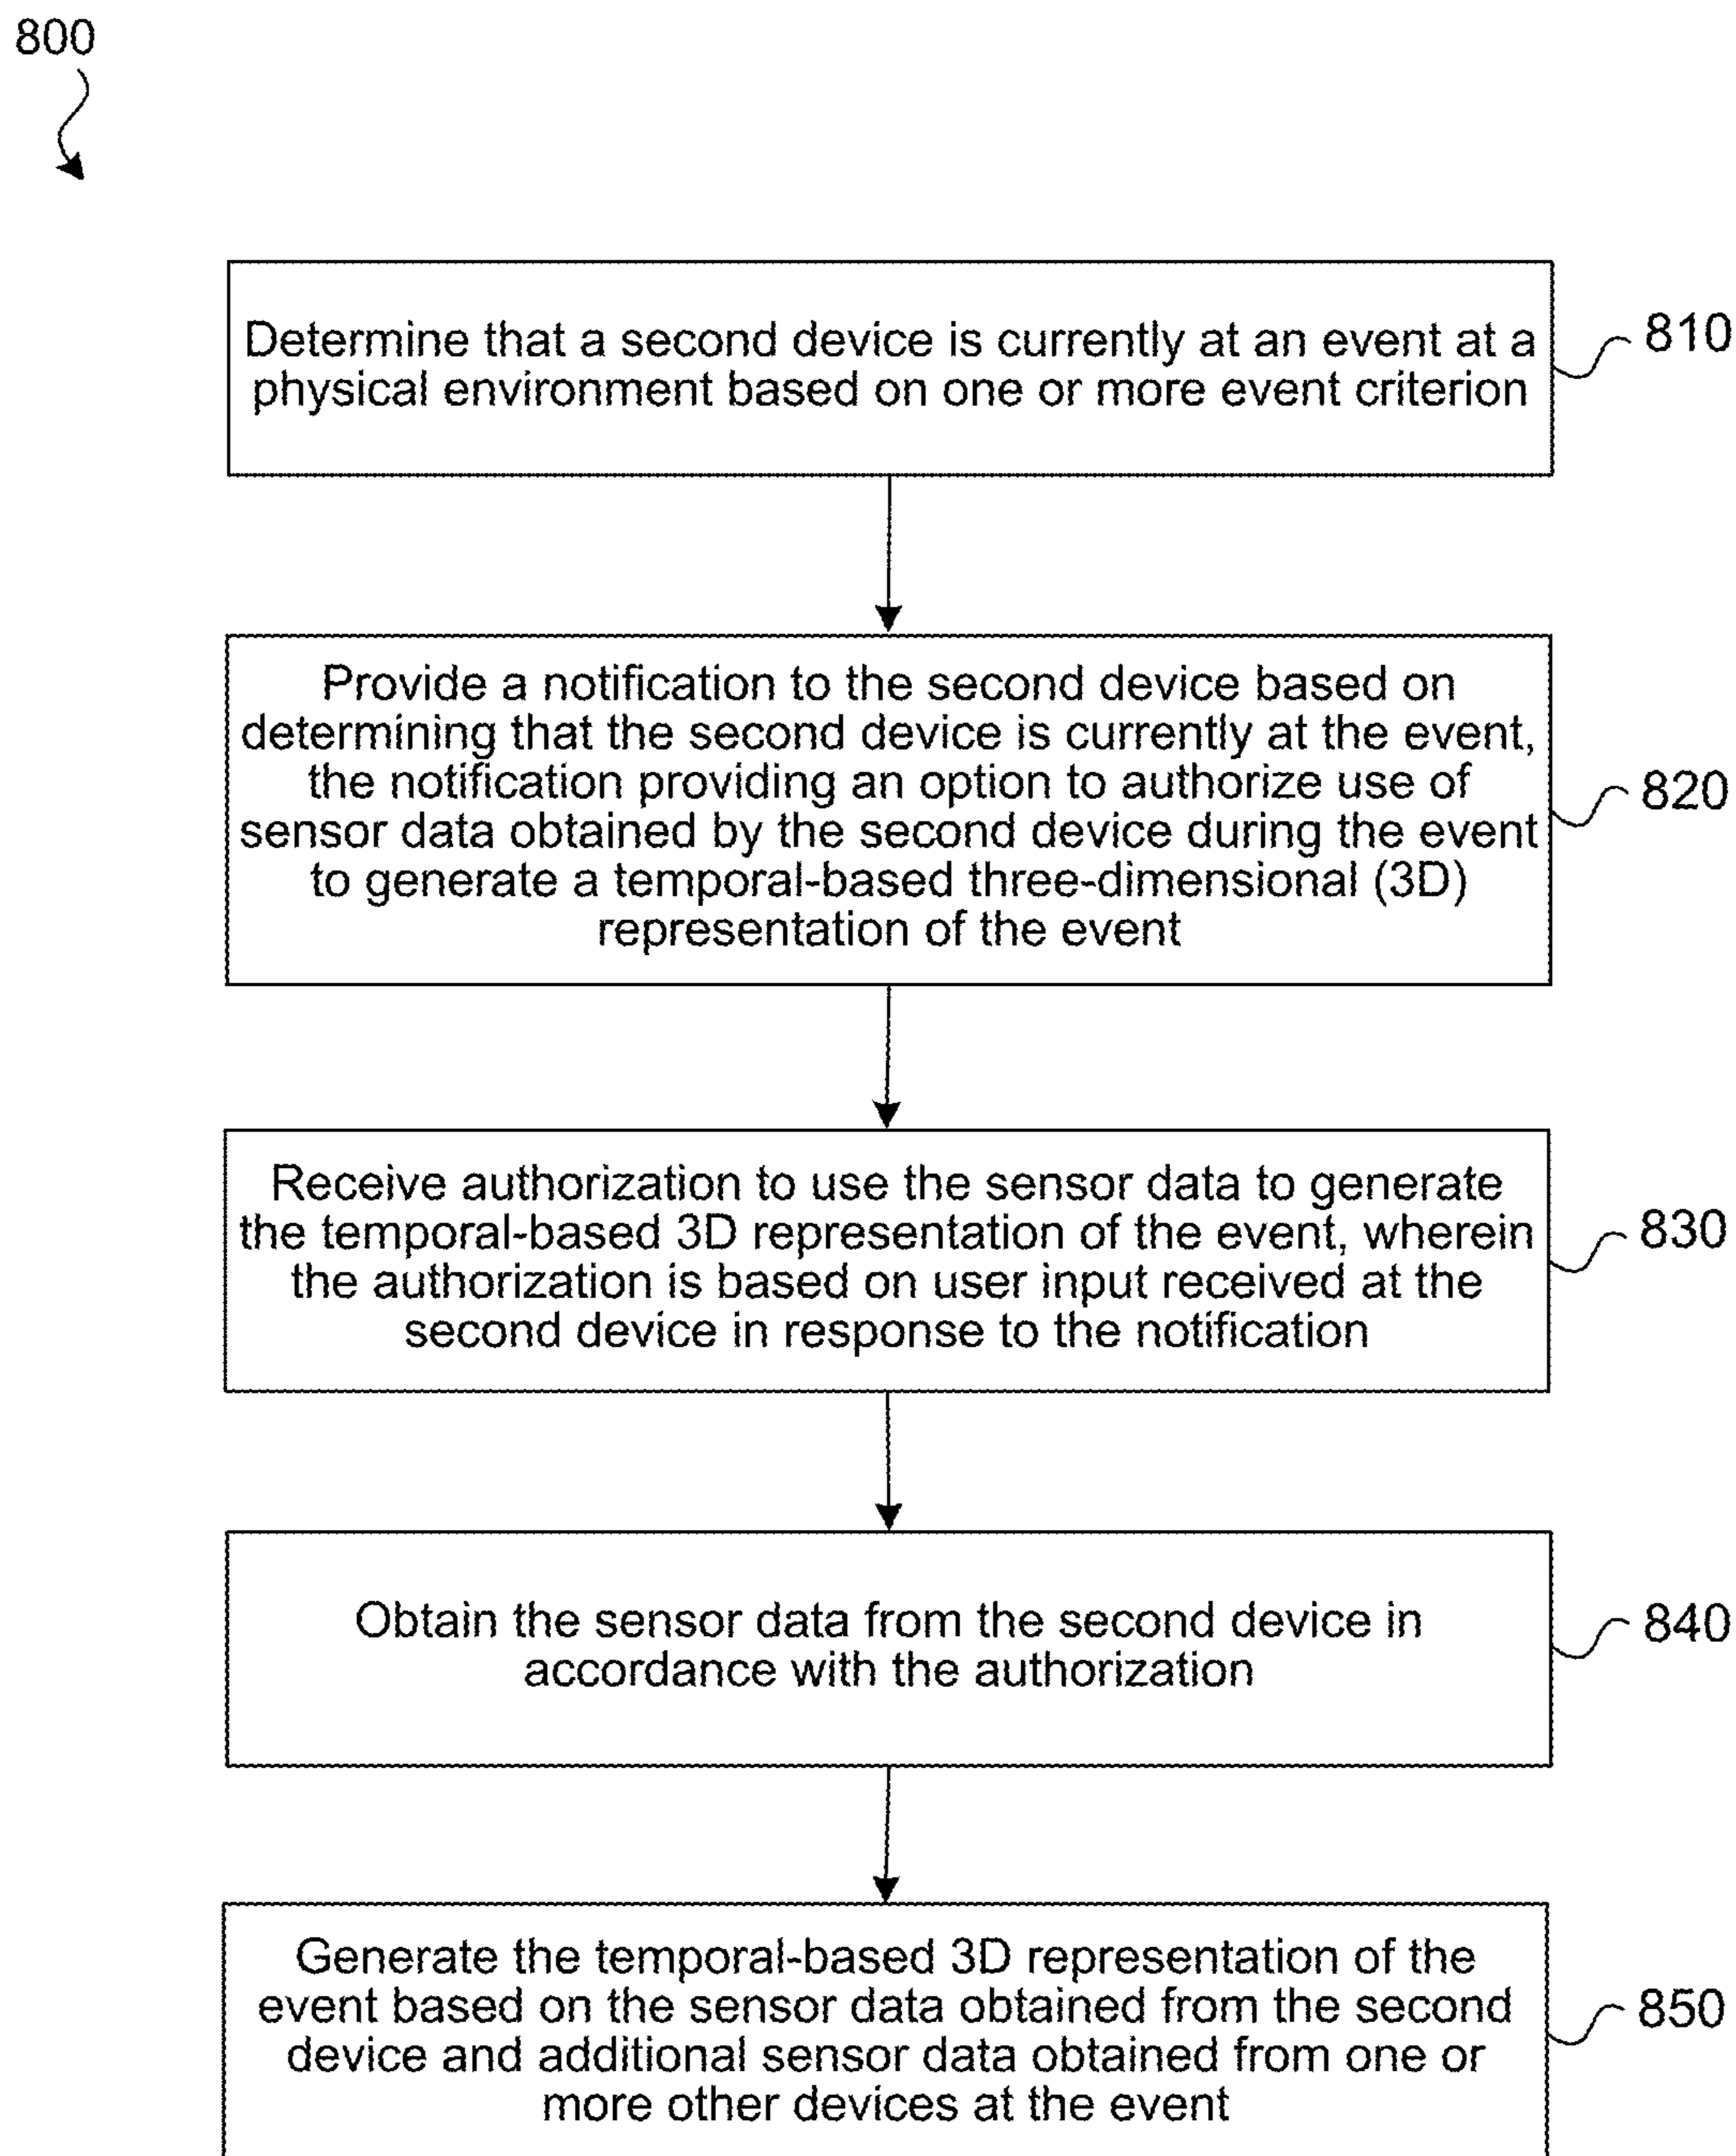 800
Determine that a second device is currently at an event at a
physical environment based on one or more event criterion
810
Provide a notification to the second device based on
determining that the second device is currently at the event,
the notification providing an option to authorize use of
sensor data obtained by the second device during the event
to generate a temporal-based three-dimensional (3D)
representation of the event
820
Receive authorization to use the sensor data to generate
the temporal-based 3D representation of the event, wherein
the authorization is based on user input received at the
second device in response to the notification
830
Obtain the sensor data from the second device in
accordance with the authorization
840
Generate the temporal-based 3D representation of the
event based on the sensor data obtained from the second
device and additional sensor data obtained from one or
more other devices at the event
850